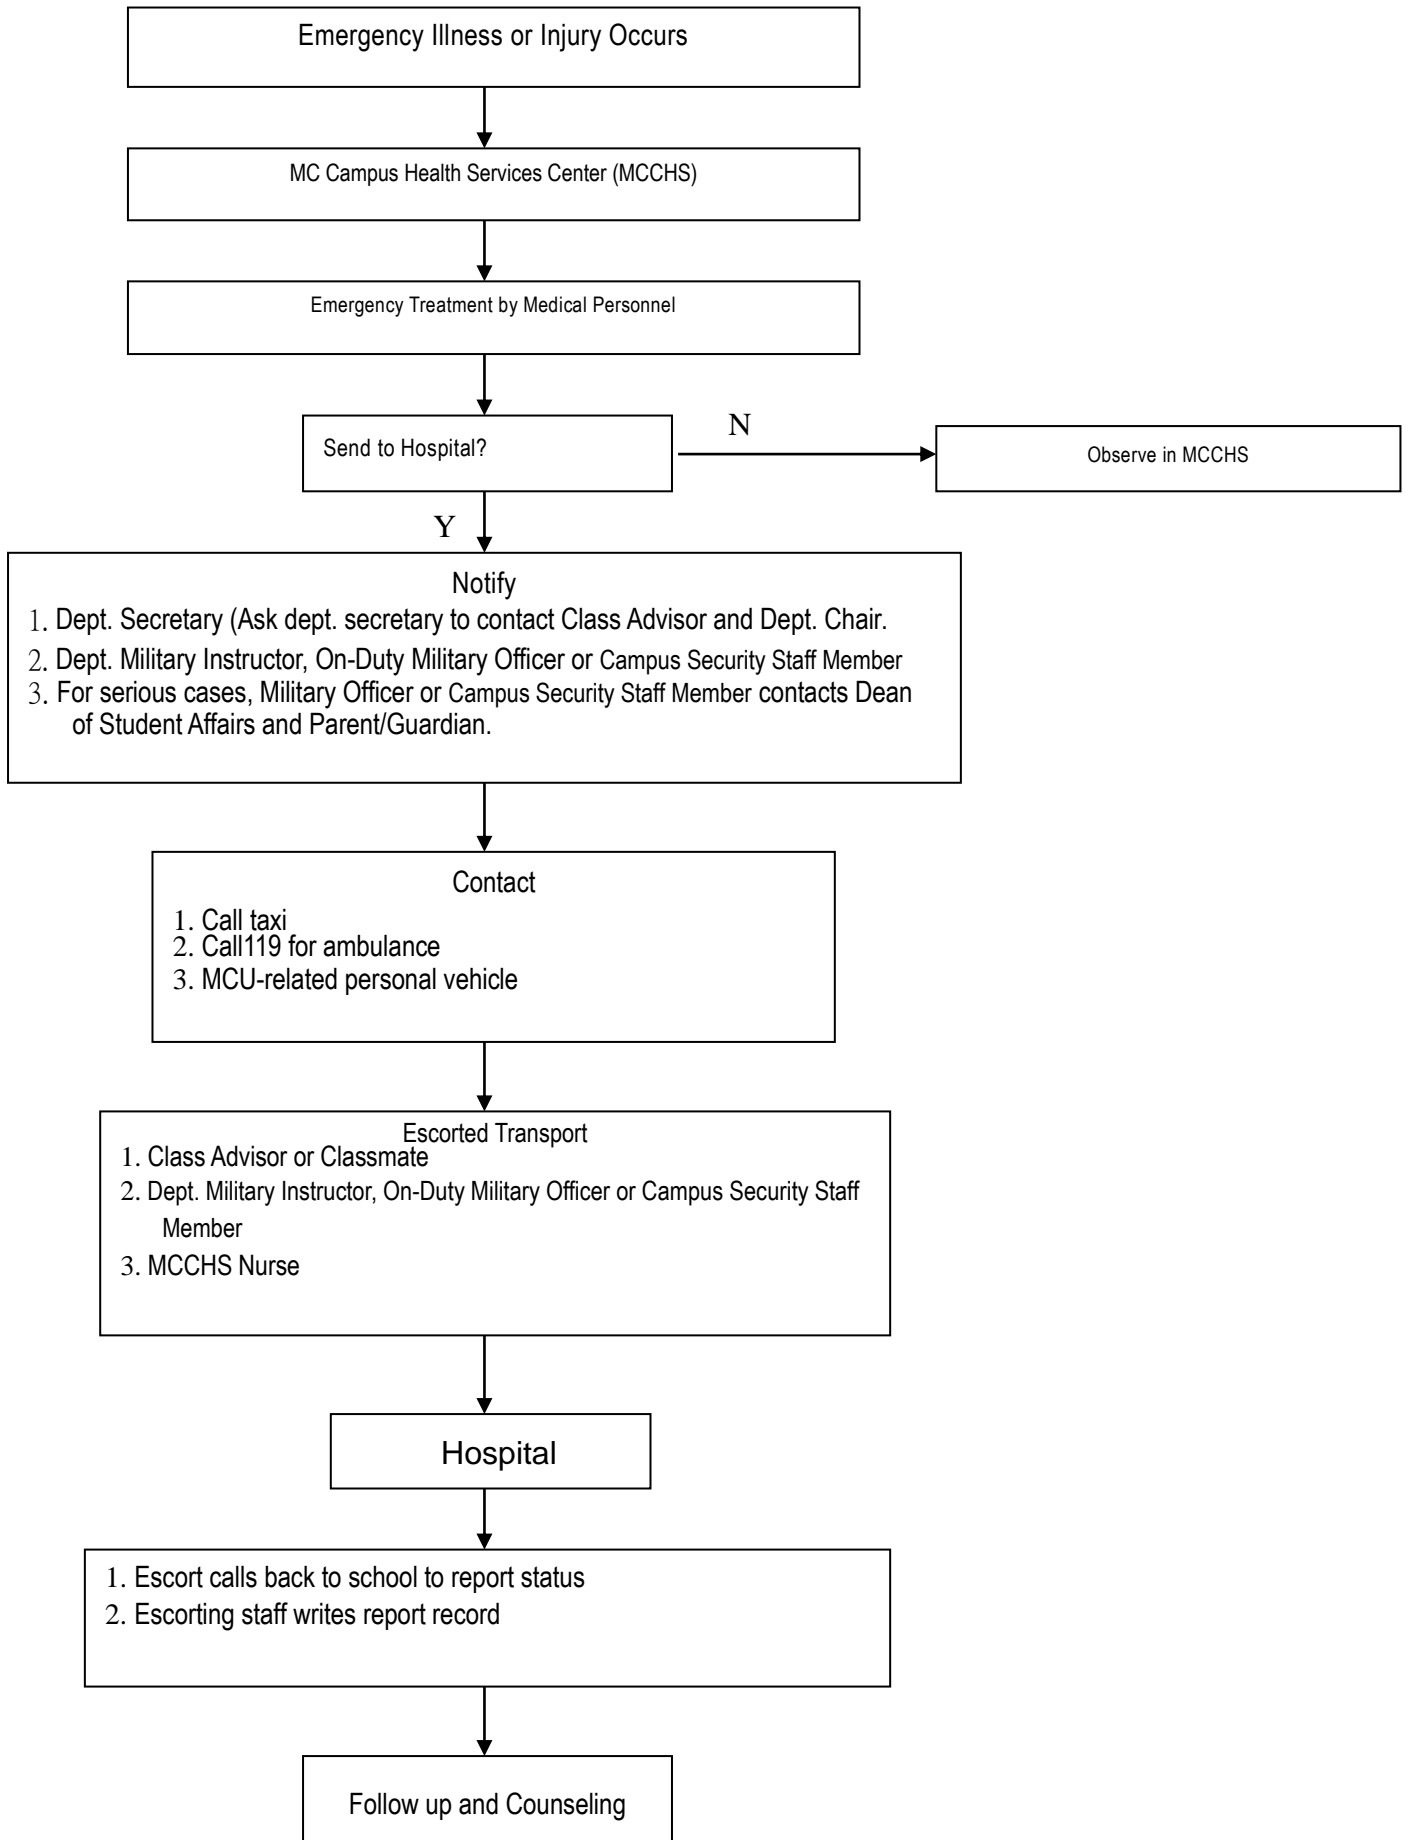 Emergency Illness or Injury Occurs
MC Campus Health Services Center (MCCHS)
Emergency Treatment by Medical Personnel
Send to Hospital?
N
Observe in MCCHS
Y
Notify
1. Dept. Secretary (Ask dept. secretary to contact Class Advisor and Dept. Chair.
2. Dept. Military Instructor, On-Duty Military Officer or Campus Security Staff Member
3. For serious cases, Military Officer or Campus Security Staff Member contacts Dean
of Student Affairs and Parent/Guardian.
Contact
1. Call taxi
2. Call119 for ambulance
3. MCU-related personal vehicle
Escorted Transport
1. Class Advisor or Classmate
2. Dept. Military Instructor, On-Duty Military Officer or Campus Security Staff
Member
3. MCCHS Nurse
Hospital
1. Escort calls back to school to report status
2. Escorting staff writes report record
Follow up and Counseling